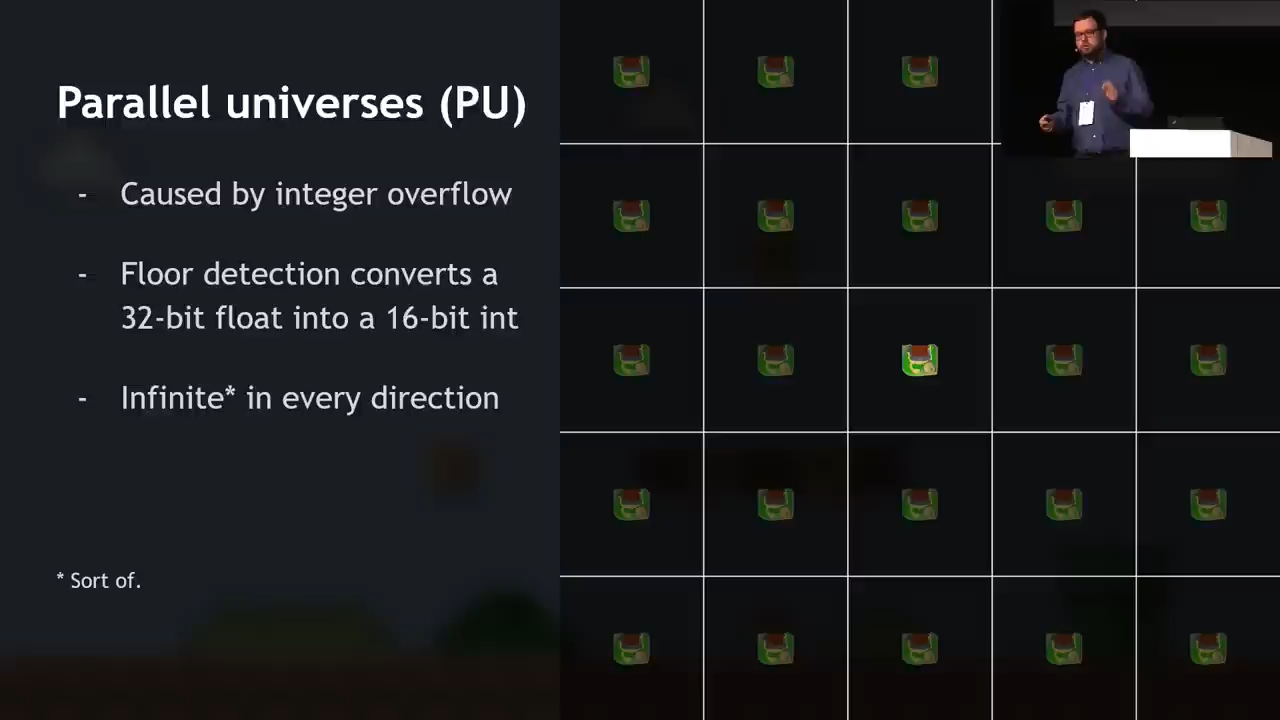 Parallel universes (PU)
- Caused by integer overflow
- Floor detection converts a
32-bit float into a 16-bit int
- Infinite* in every direction
* Sort of.